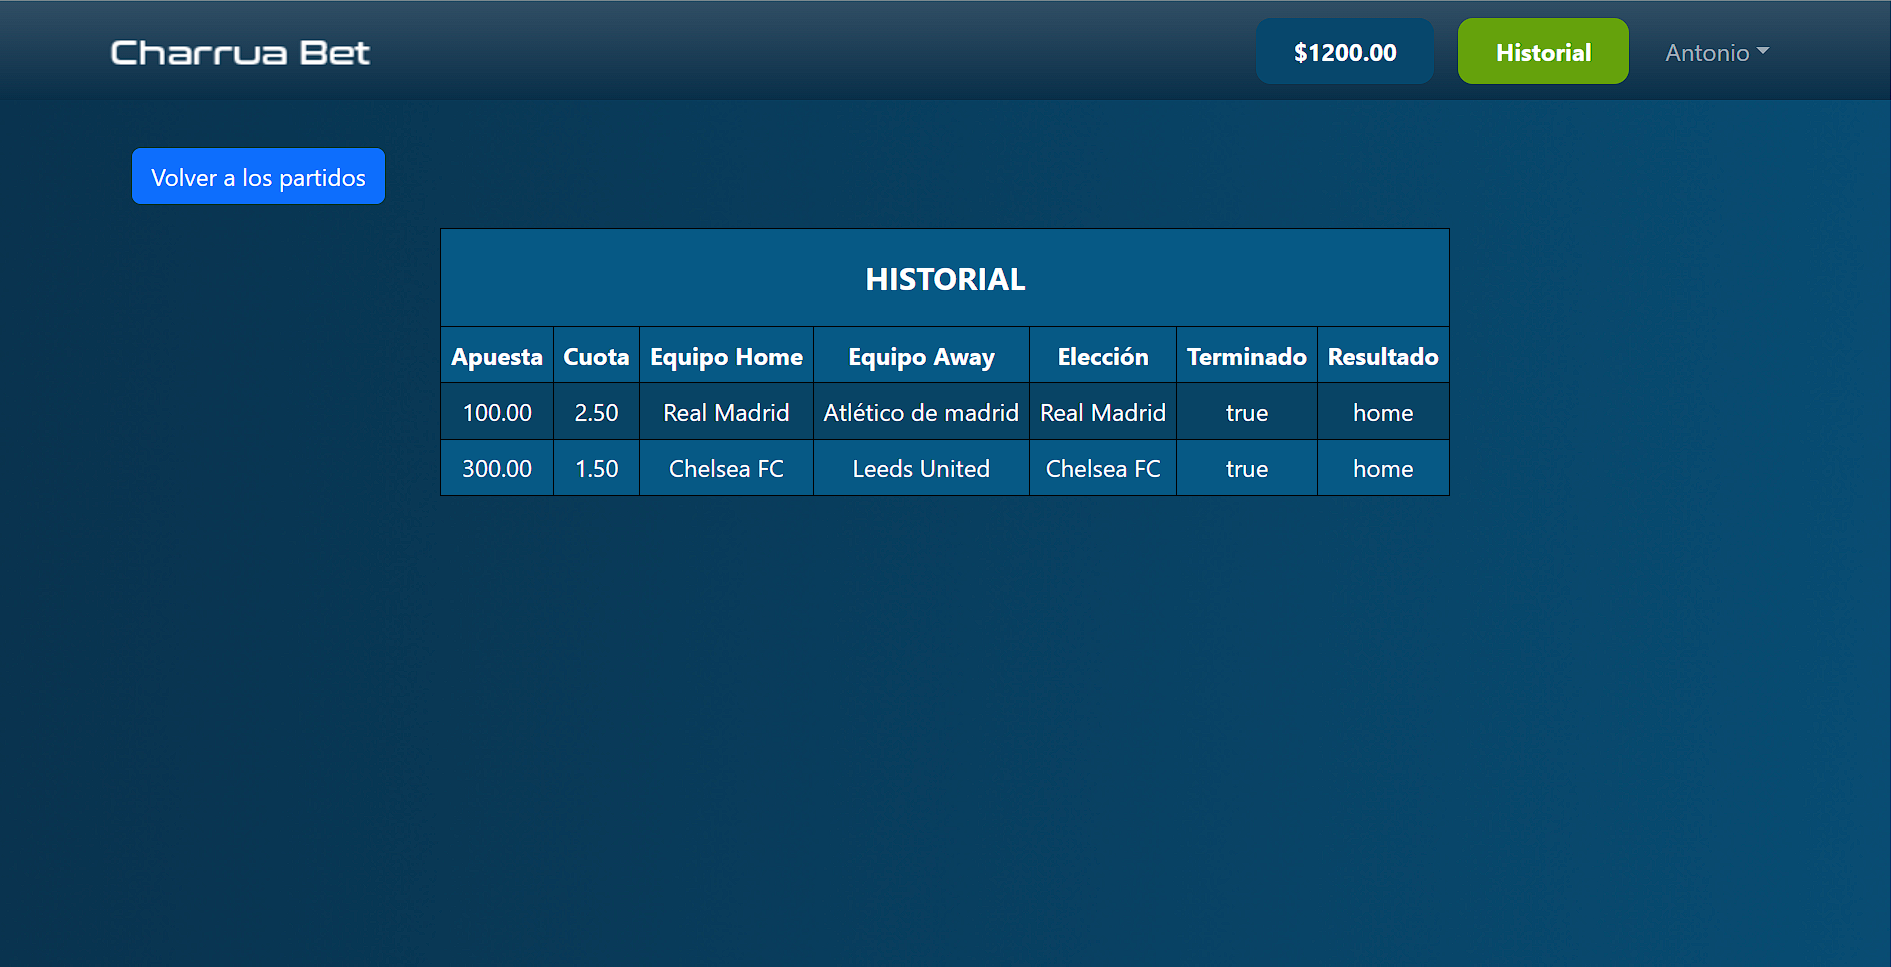 Charrua Bet
$1200.00
Historial
Antonio
Volver a los partidos
HISTORIAL
Apuesta Cuota Equipo Home Equipo Away Elección Terminado Resultado
100.00 2.50 Real Madrid Atlético de madrid Real Madrid true home
300.00 1.50 Chelsea FC Leeds United Chelsea FC true home